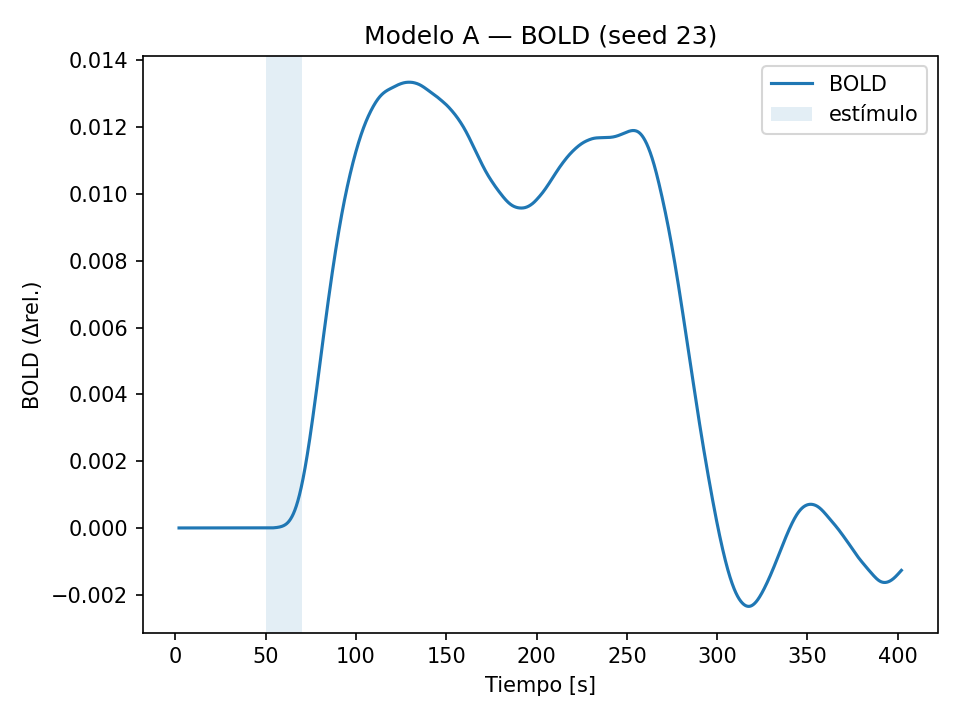 Modelo A — BOLD (seed 23)
BOLD
estímulo
BOLD (Δrel.)
0.014
0.012
0.010
0.008
0.006
0.004
0.002
0.000
−0.002
0 50 100 150 200 250 300 350 400
Tiempo [s]